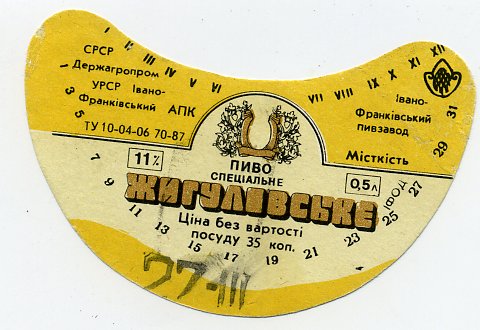 I II III IV V VI VII VIII IX X XI XII
СРСР
Держагропром
УРСР Івано-
Франківський АПК
ТУ 10-04-06 70-87
Івано-
Франківський
пивзавод
Місткість
11%
0,5л
ПИВО
СПЕЦІАЛЬНЕ
ЖИГУЛІВСЬКЕ
Ціна без вартості
посуду 35 коп.
ІФОД
1 3 5 7 9 11 13 15 17 19 21 23 25 27 29 31
27-III